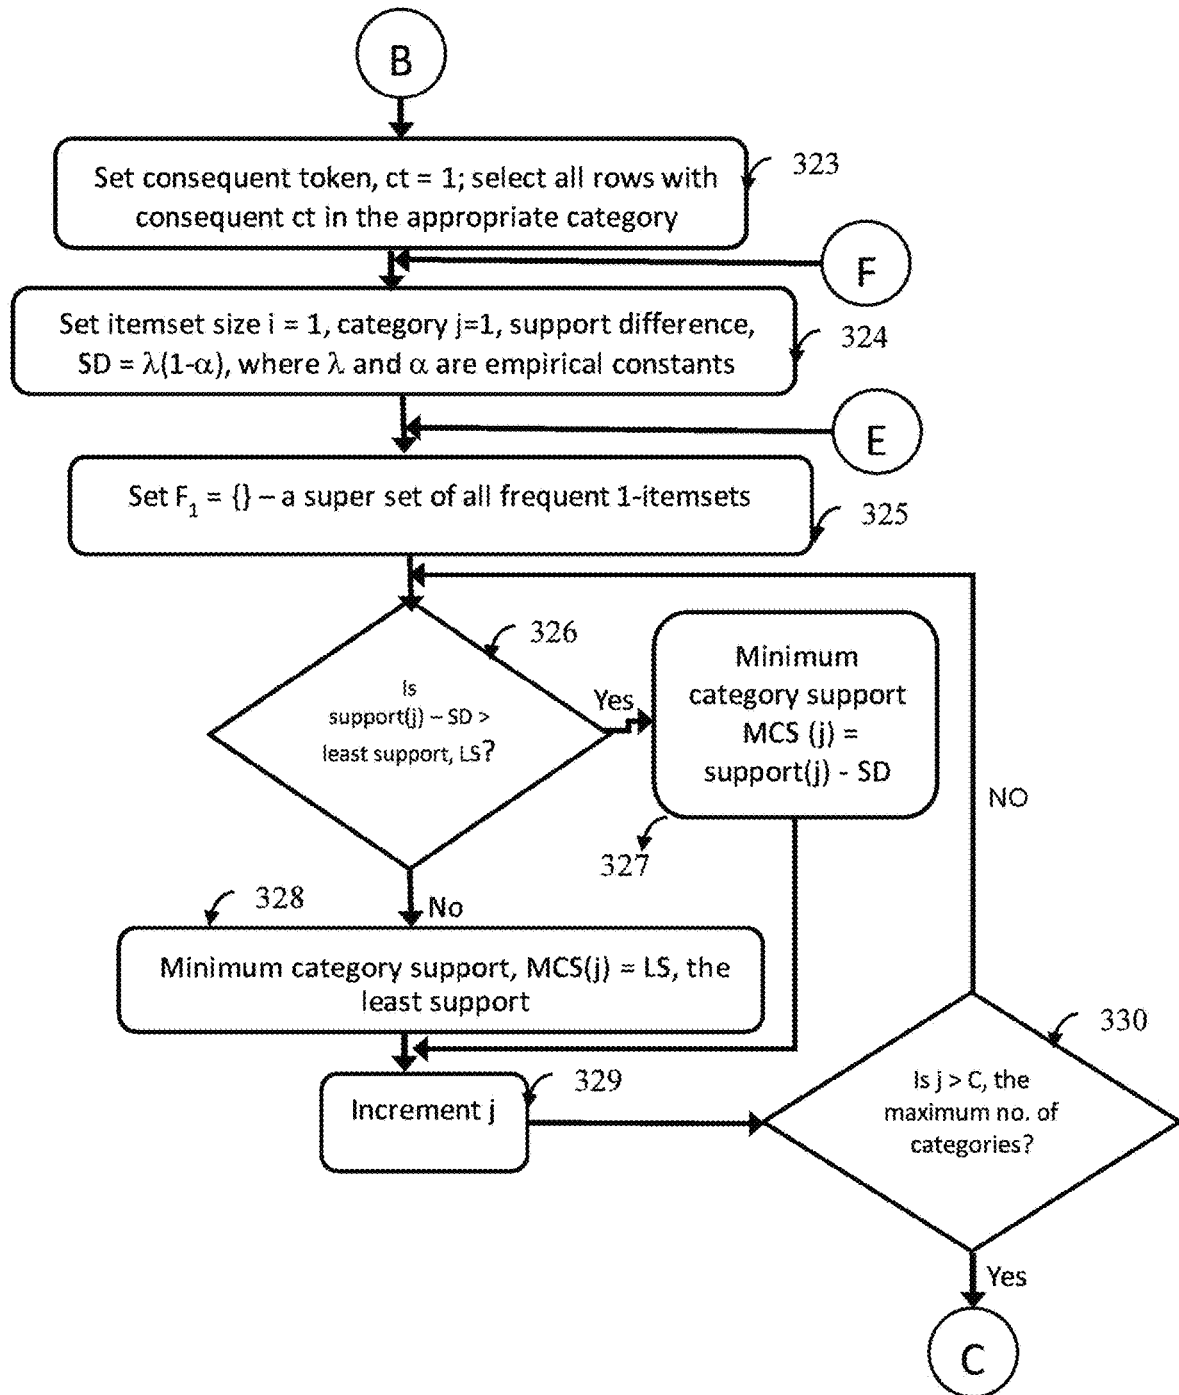 B
Set consequent token, ct = 1; select all rows with
consequent ct in the appropriate category
323
F
Set itemset size i = 1, category j=1, support difference,
SD = λ(1-α), where λ and α are empirical constants
324
E
Set F₁ = {} – a super set of all frequent 1-itemsets
325
326
Is
support(j) – SD >
least support, LS?
Yes
Minimum
category support
MCS (j) =
support(j) - SD
327
NO
No
328
Minimum category support, MCS(j) = LS, the
least support
Increment j
329
330
Is j > C, the
maximum no. of
categories?
Yes
C